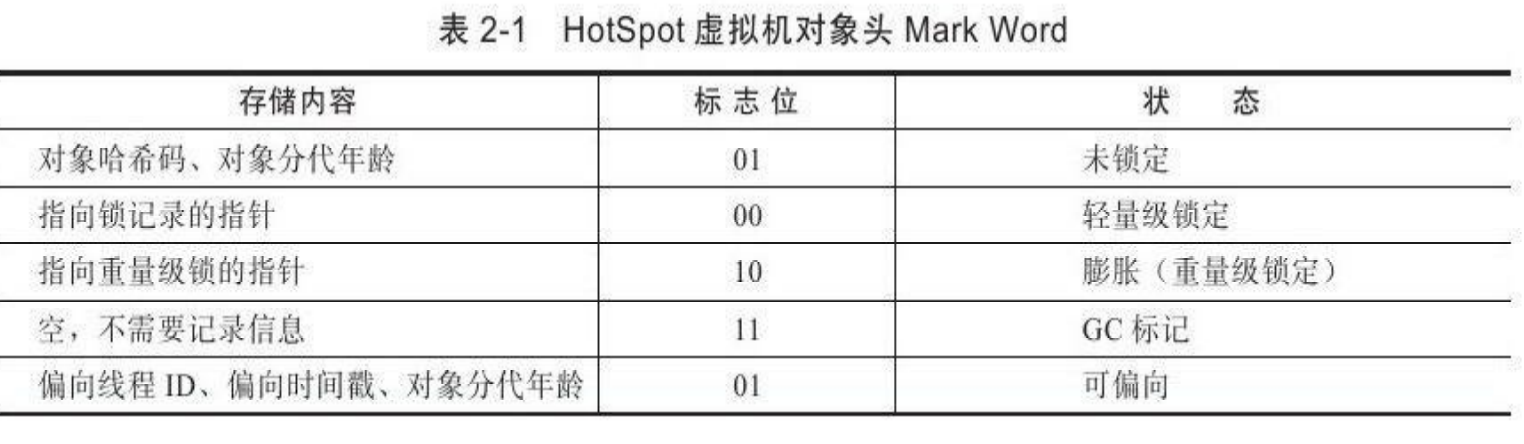 表 2-1 HotSpot 虚拟机对象头 Mark Word
存储内容 标志位 状态
对象哈希码、对象分代年龄 01 未锁定
指向锁记录的指针 00 轻量级锁定
指向重量级锁的指针 10 膨胀（重量级锁定）
空，不需要记录信息 11 GC 标记
偏向线程 ID、偏向时间戳、对象分代年龄 01 可偏向